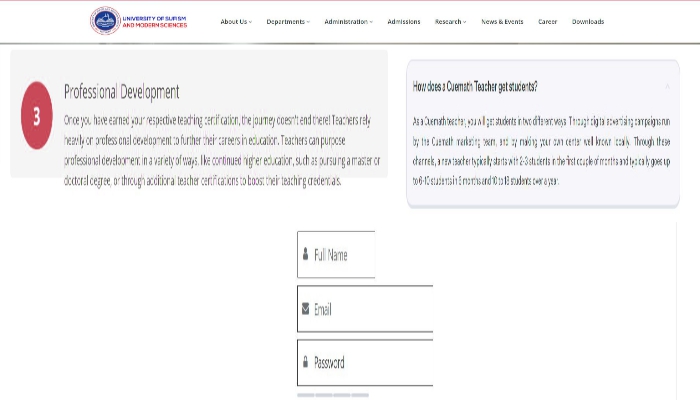 UNIVERSITY OF SUFISM
AND MODERN SCIENCES
About Us
Departments
Administration
Admissions
Research
News & Events
Career
Downloads
3
Professional Development
Once you have earned your respective teaching certification, the journey doesn't end there! Teachers rely
heavily on professional development to further their careers in education. Teachers can purpose
professional development in a variety of ways, like continued higher education, such as pursuing a master or
doctoral degree, or through additional teacher certifications to boost their teaching credentials.
How does a Cuemath Teacher get students?
As a Cuemath teacher, you will get students in two different ways. Through digital advertising campaigns run
by the Cuemath marketing team, and by making your own center well known locally. Through these
channels, a new teacher typically starts with 2-3 students in the first couple of months and typically goes up
to 6-10 students in 6 months and 10 to students over a year.
Full Name
Email
Password